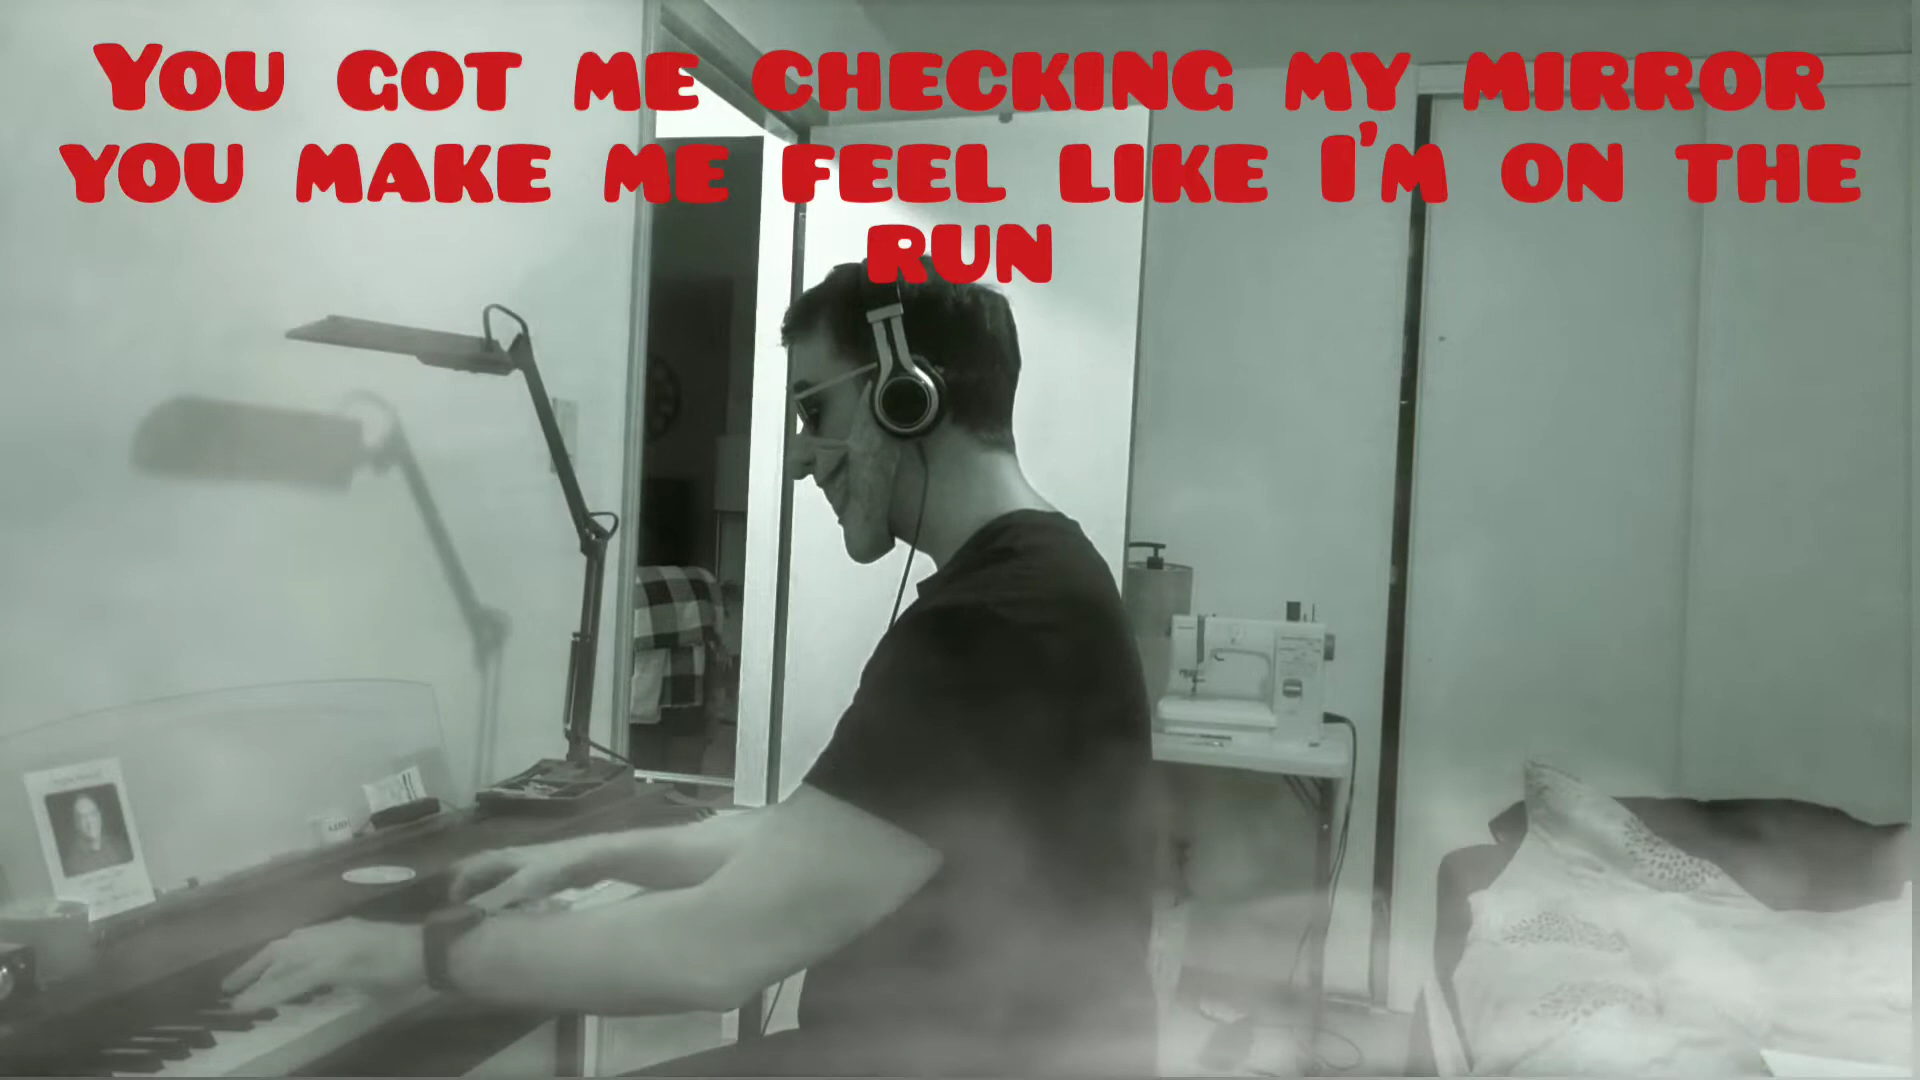 You got me checking my mirror
you make me feel like I'm on the
run